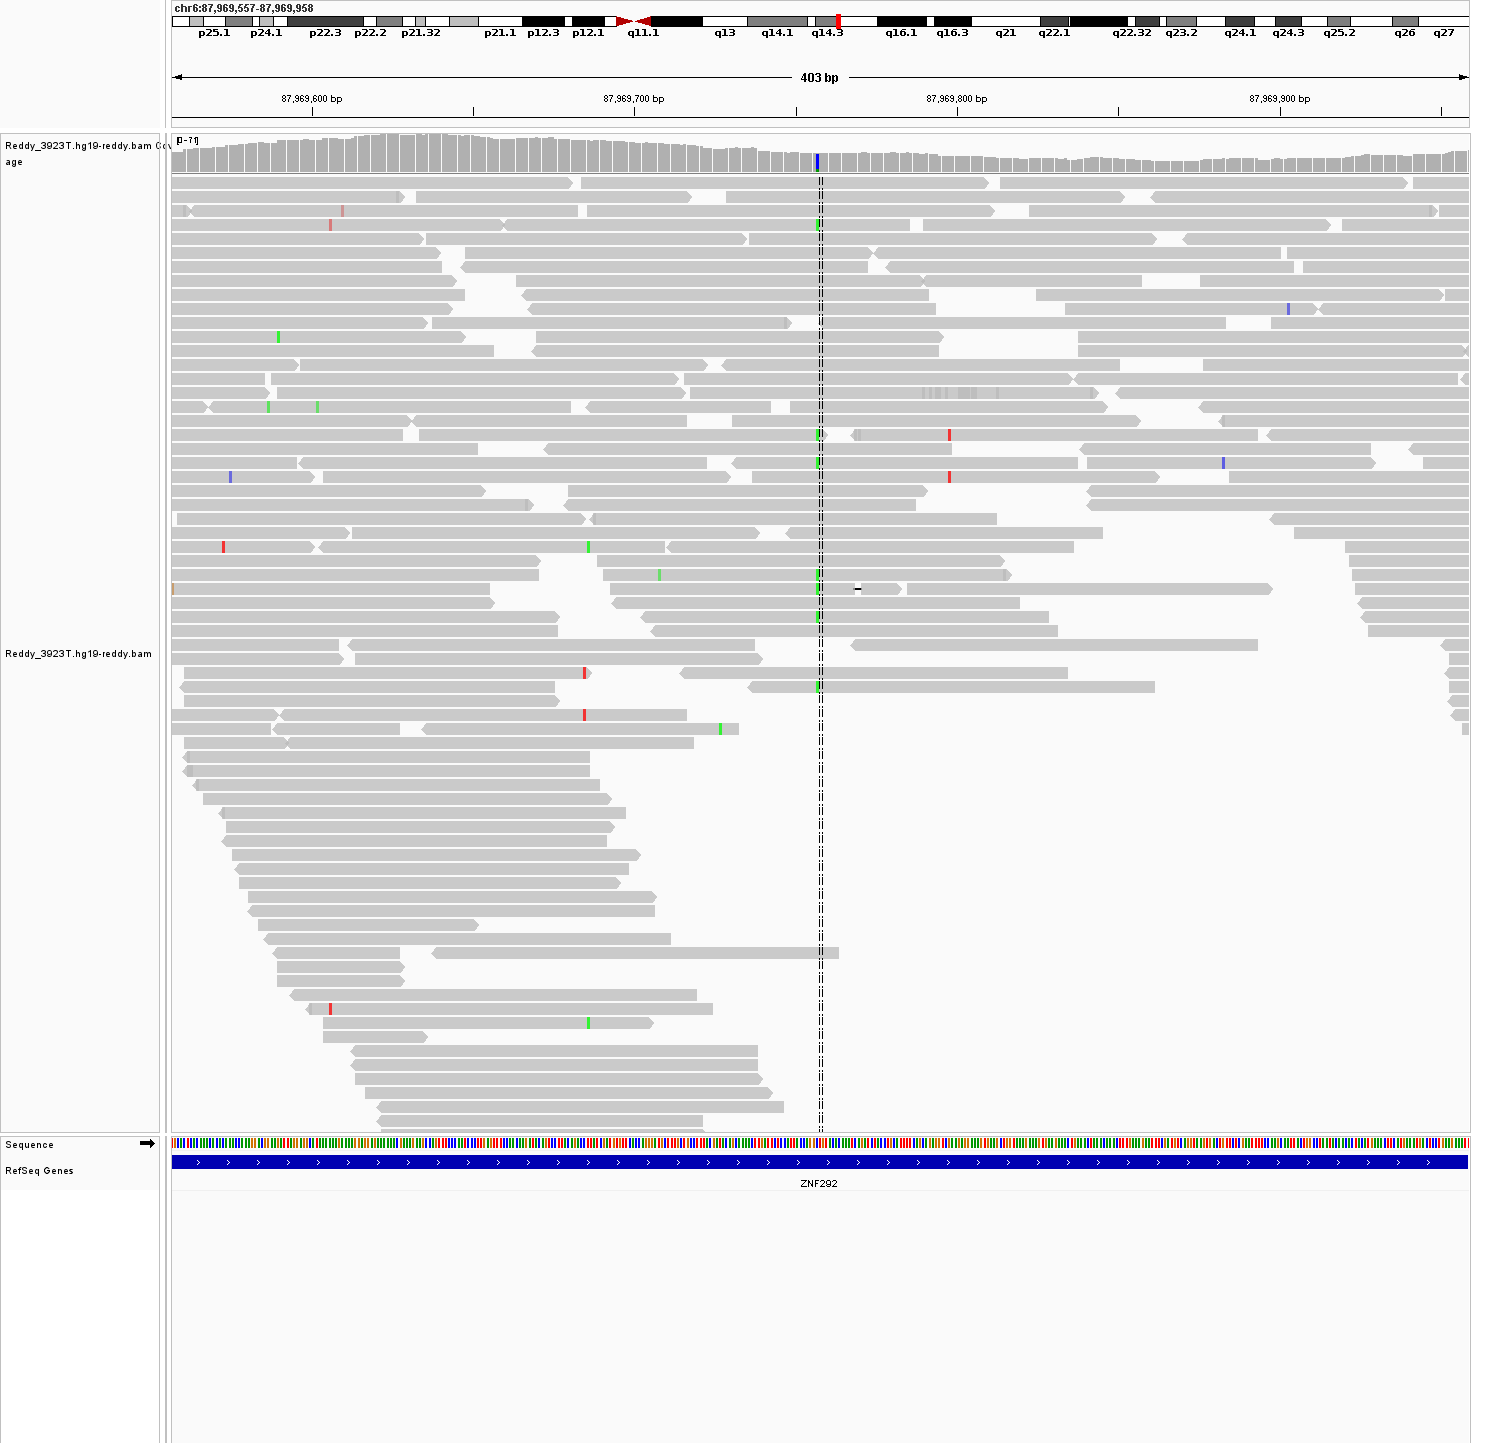 chr6:87,969,557-87,969,958
p25.1 p24.1 p22.3 p22.2 p21.32 p21.1 p12.3 p12.1 q11.1 q13 q14.1 q14.3 q16.1 q16.3 q21 q22.1 q22.32 q23.2 q24.1 q24.3 q25.2 q26 q27
403 bp
87,969,600 bp 87,969,700 bp 87,969,800 bp 87,969,900 bp
[0-71]
Reddy_3923T.hg19-reddy.bam Cov
age
Reddy_3923T.hg19-reddy.bam
Sequence
RefSeq Genes
ZNF292